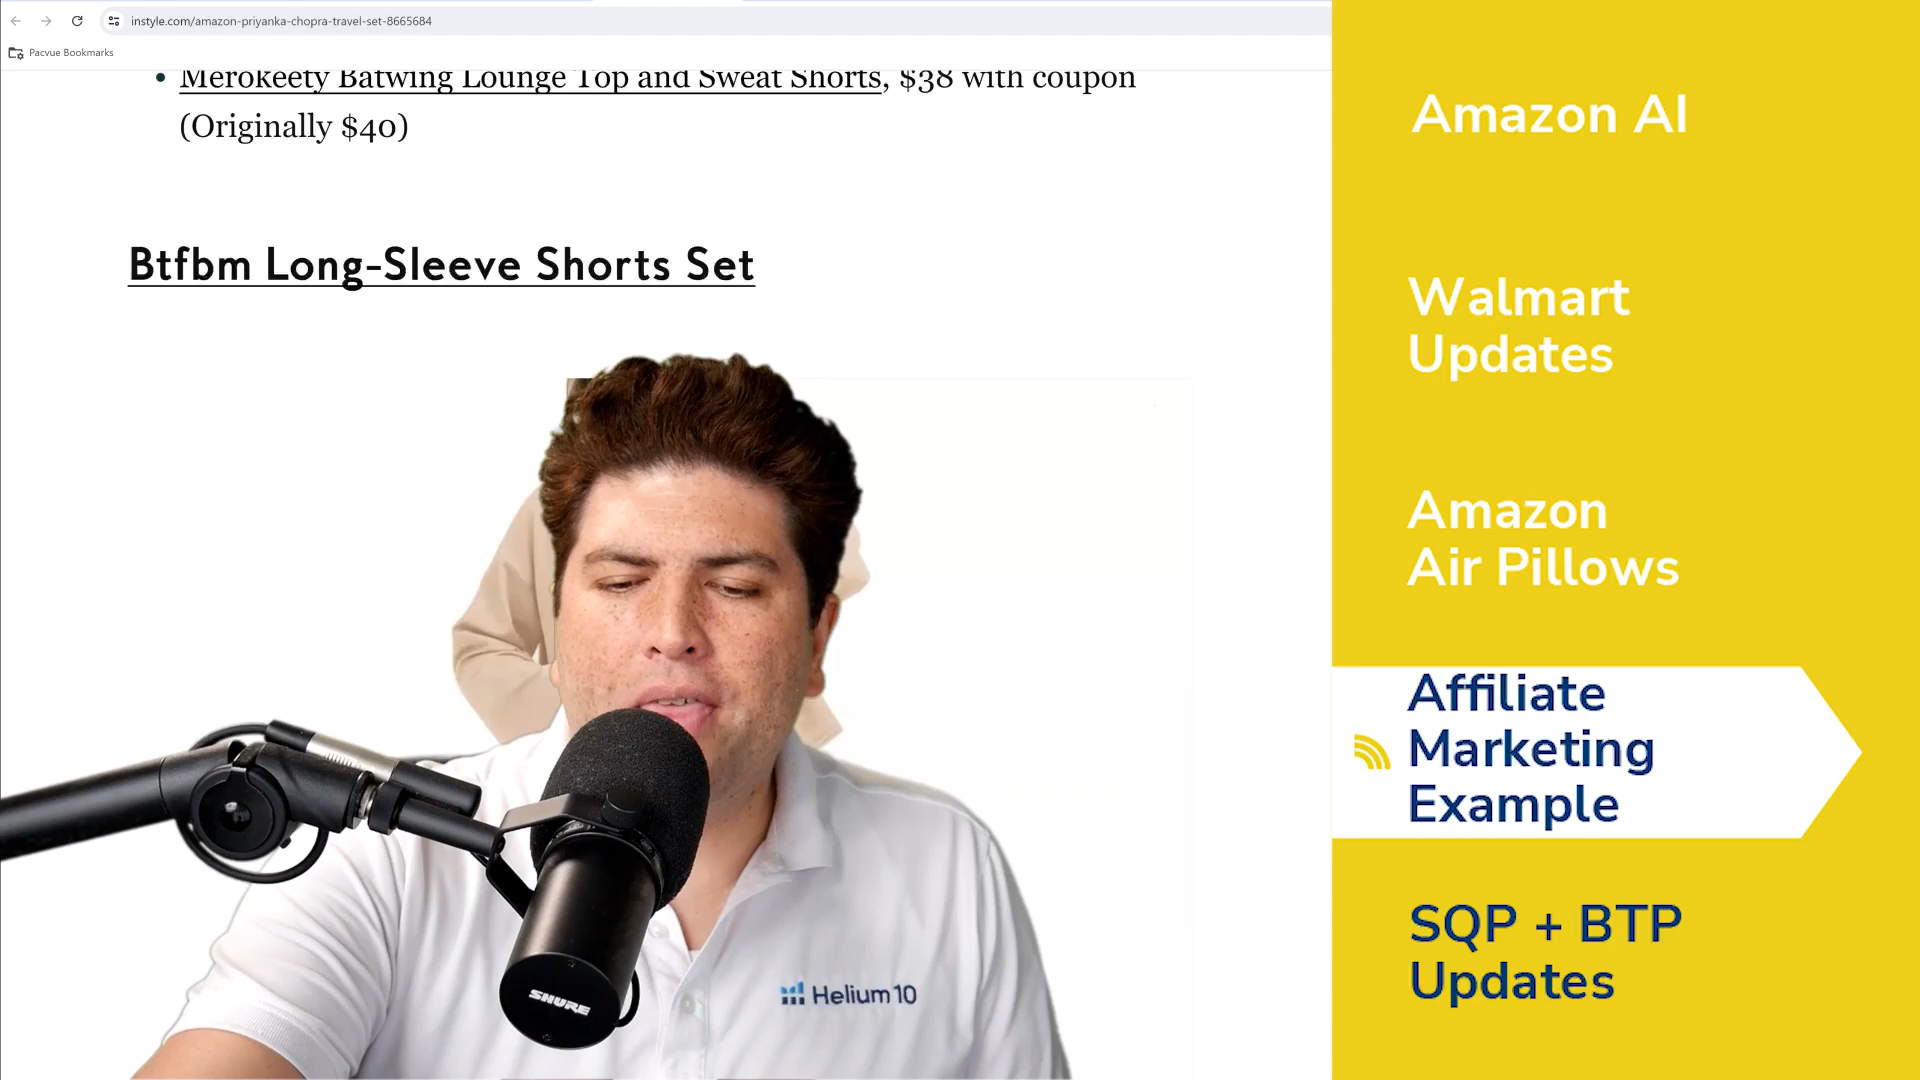 instyle.com/amazon-priyanka-chopra-travel-set-8665684
Pacvue Bookmarks
Merokeety Batwing Lounge Top and Sweat Shorts, $38 with coupon
(Originally $40)
Btfbm Long-Sleeve Shorts Set
SHURE
Helium 10
Amazon AI
Walmart
Updates
Amazon
Air Pillows
Affiliate
Marketing
Example
SQP + BTP
Updates